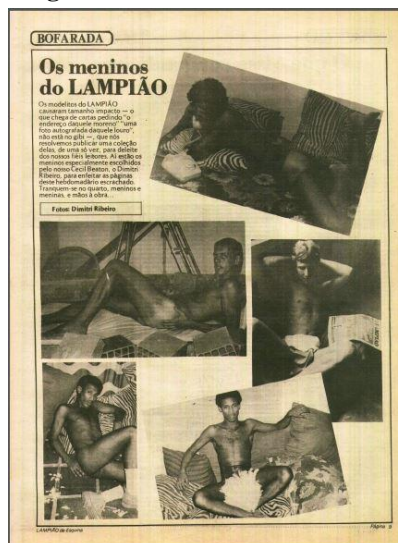 BOFARADA
Os meninos
do LAMPIÃO
Os modelitos do LAMPIÃO
causaram tamanho impacto — o
que chega de cartas pedindo "o
endereço daquele moreno" "uma
foto autografada daquele louro",
não está no gibi —, que nós
resolvemos publicar uma coleção
delas, de uma só vez, para deleite
dos nossos fiéis leitores. Aí estão os
meninos especialmente escolhidos
pelo nosso Cecil Beaton, o Dimitri
Ribeiro, para enfeitar as páginas
deste hebdomadário escrachado.
Tranquem-se no quarto, meninos e
meninas, e mãos à obra...
Fotos: Dimitri Ribeiro
LAMPIÃO da Esquina
Página